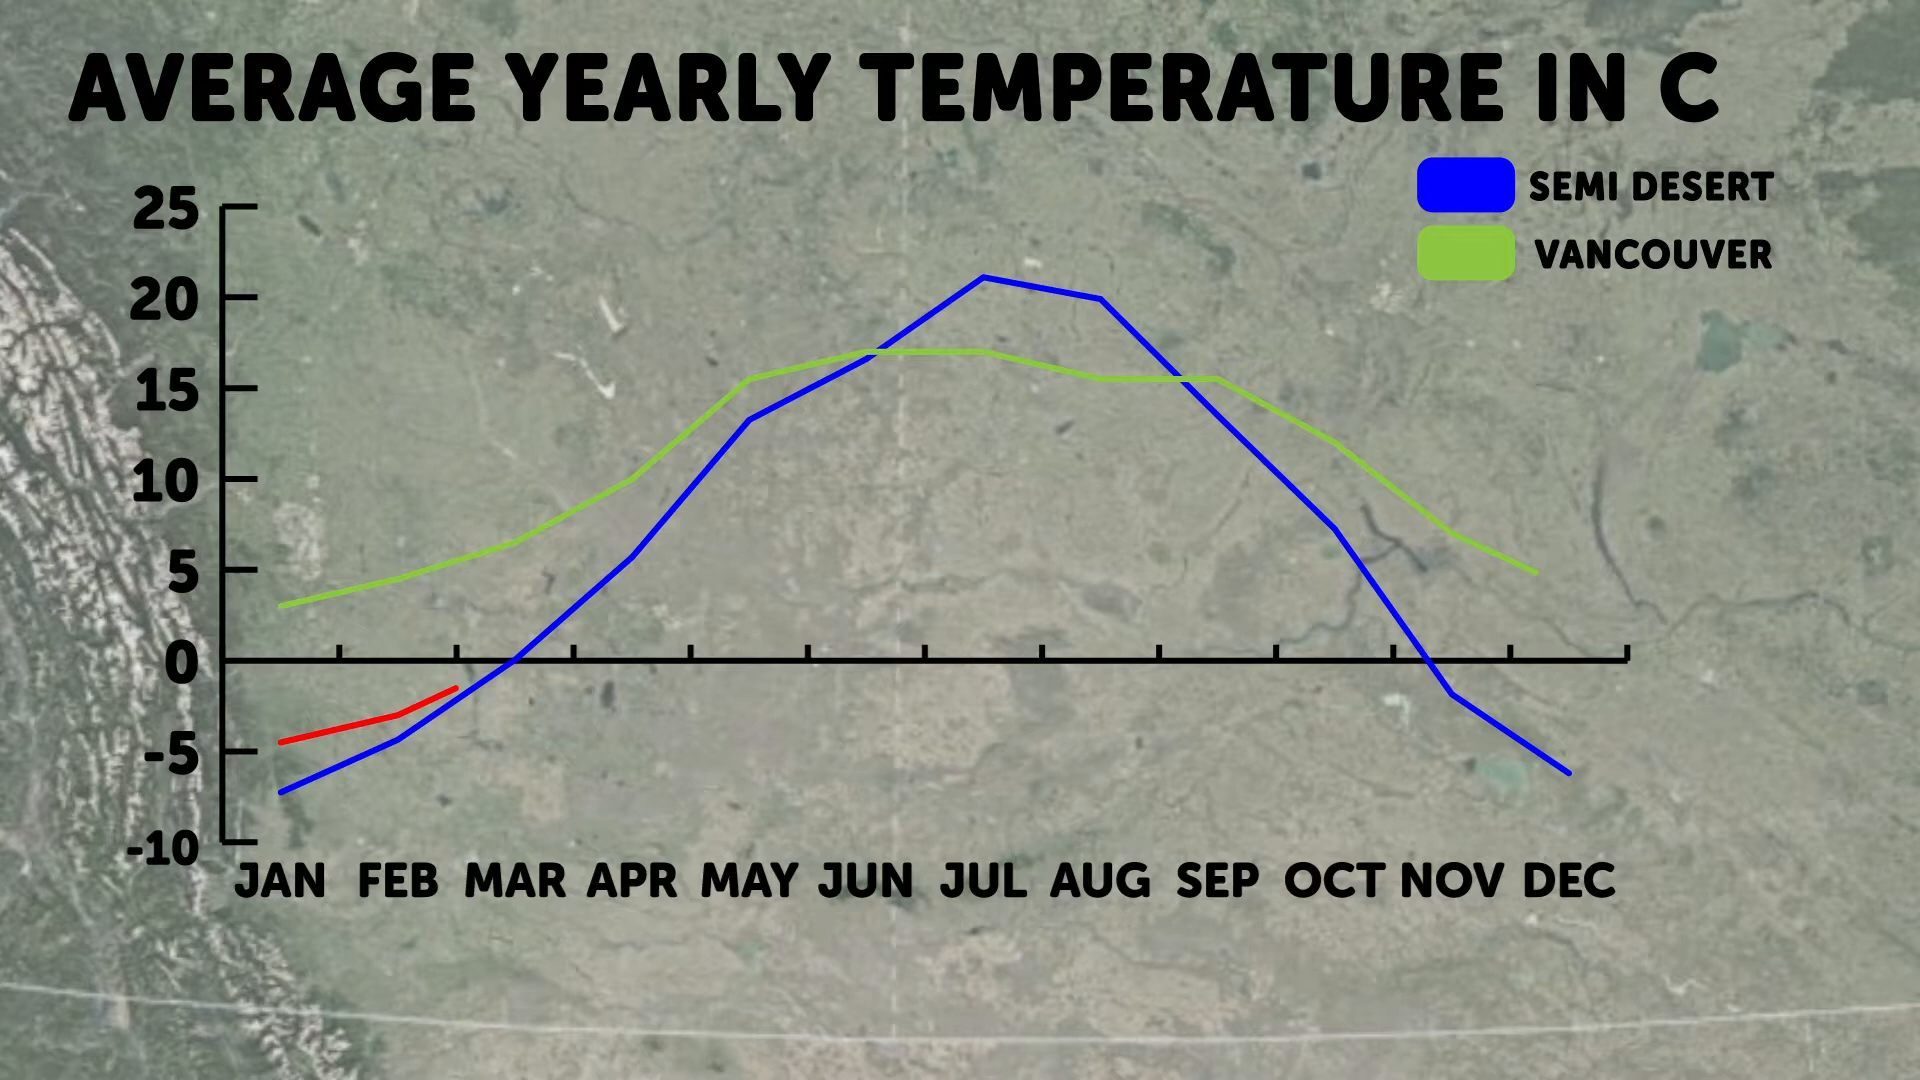 AVERAGE YEARLY TEMPERATURE IN C
SEMI DESERT
VANCOUVER
25
20
15
10
5
0
-5
-10
JAN FEB MAR APR MAY JUN JUL AUG SEP OCT NOV DEC